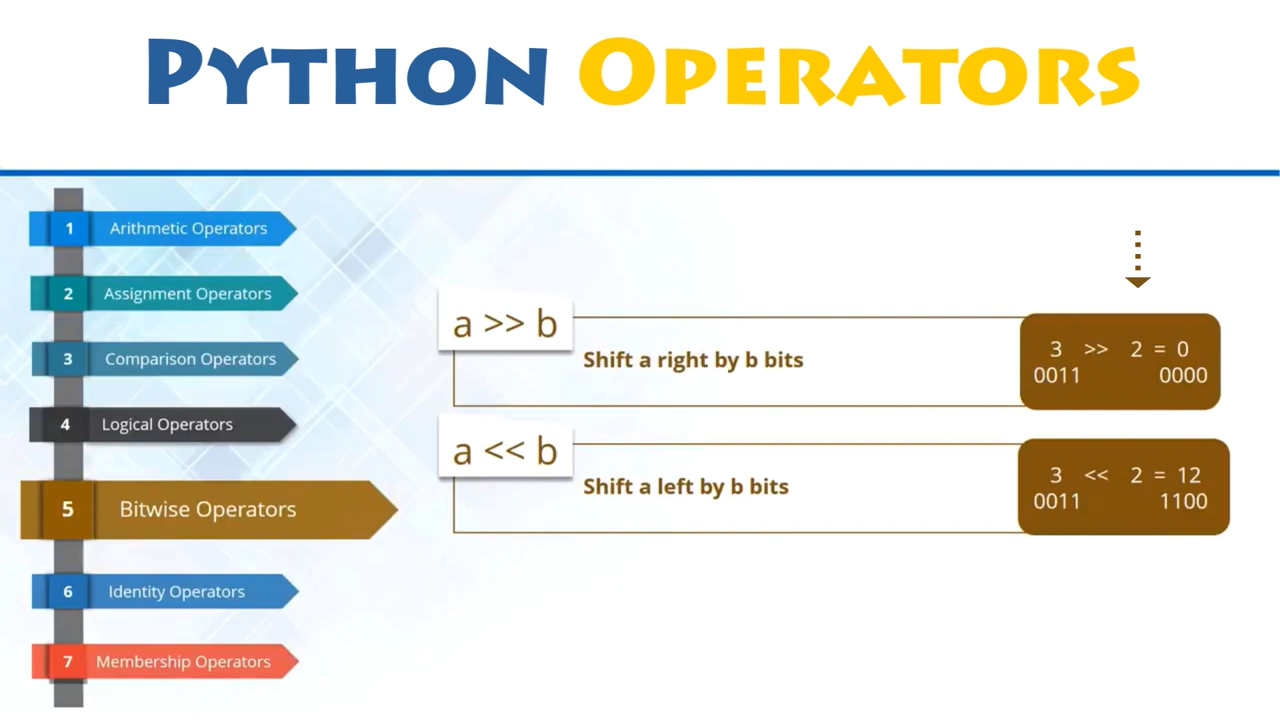 PYTHON OPERATORS
1 Arithmetic Operators
2 Assignment Operators
3 Comparison Operators
4 Logical Operators
5 Bitwise Operators
6 Identity Operators
7 Membership Operators
a >> b
Shift a right by b bits
3 >> 2 = 0
0011 0000
a << b
Shift a left by b bits
3 << 2 = 12
0011 1100